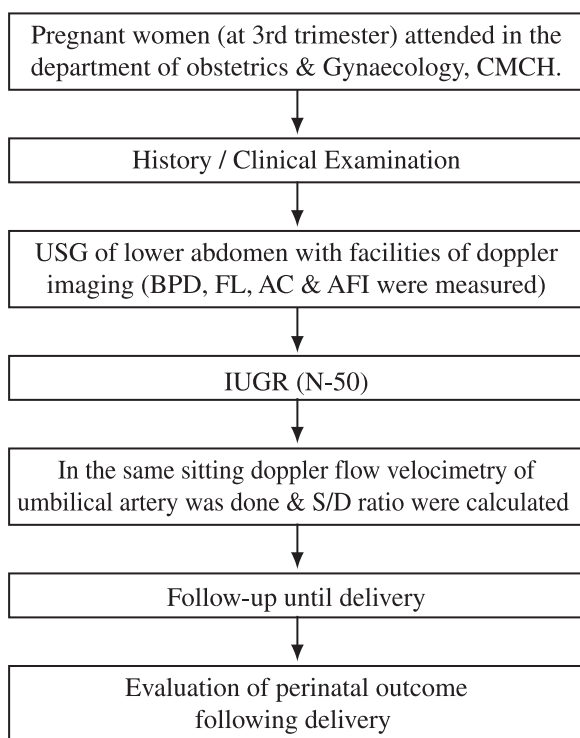 Pregnant women (at 3rd trimester) attended in the
department of obstetrics & Gynaecology, CMCH.
History / Clinical Examination
USG of lower abdomen with facilities of doppler
imaging (BPD, FL, AC & AFI were measured)
IUGR (N-50)
In the same sitting doppler flow velocimetry of
umbilical artery was done & S/D ratio were calculated
Follow-up until delivery
Evaluation of perinatal outcome
following delivery